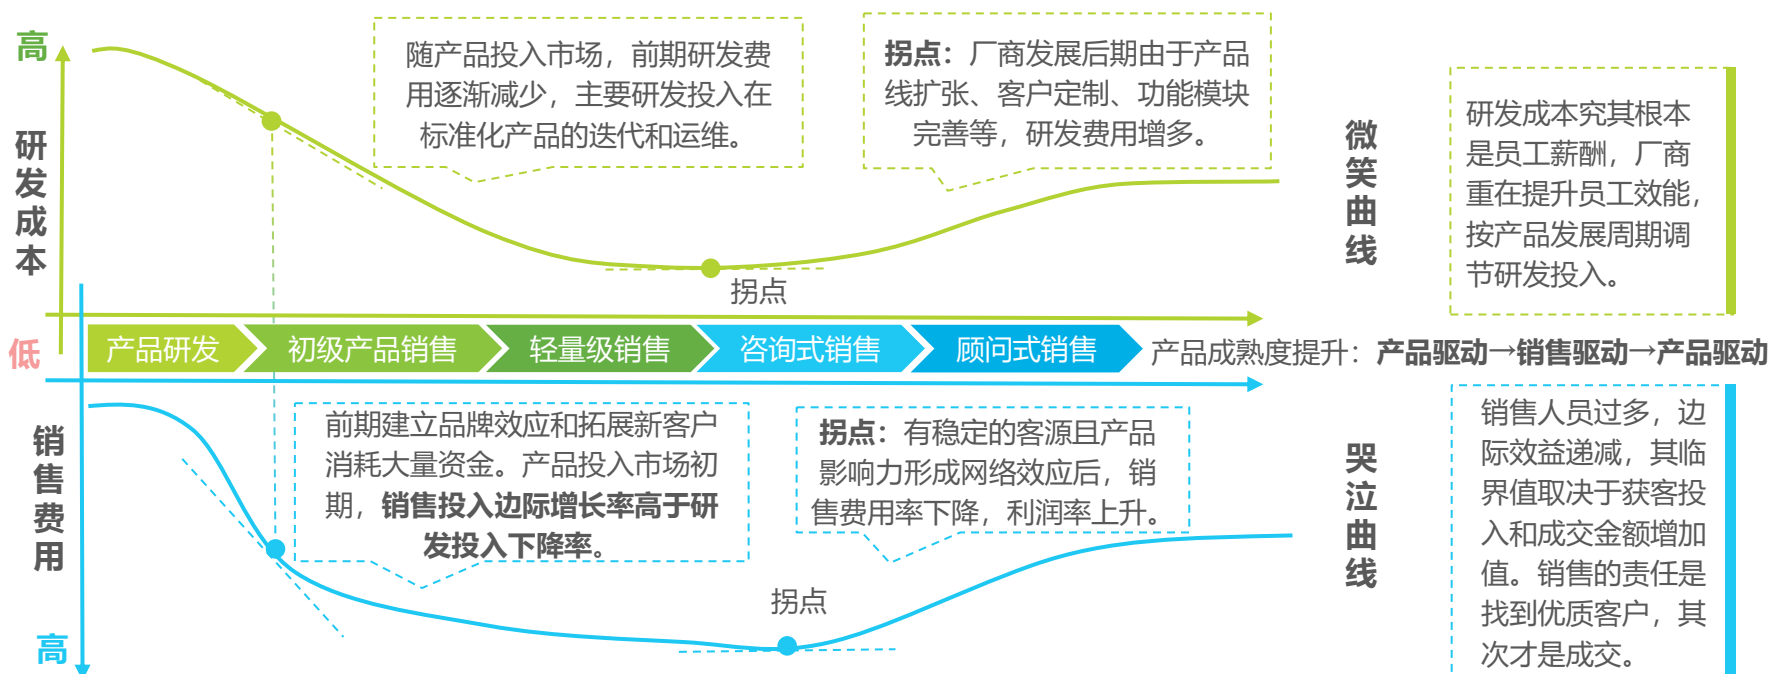 高
研发成本
低
随产品投入市场，前期研发费
用逐渐减少，主要研发投入在
标准化产品的迭代和运维。
拐点：厂商发展后期由于产品
线扩张、客户定制、功能模块
完善等，研发费用增多。
拐点
微笑曲线
研发成本究其根本
是员工薪酬，厂商
重在提升员工效能，
按产品发展周期调
节研发投入。
产品研发
初级产品销售
轻量级销售
咨询式销售
顾问式销售
产品成熟度提升：产品驱动→销售驱动→产品驱动
销售费用
高
前期建立品牌效应和拓展新客户
消耗大量资金。产品投入市场初
期，销售投入边际增长率高于研
发投入下降率。
拐点：有稳定的客源且产品
影响力形成网络效应后，销
售费用率下降，利润率上升。
拐点
哭泣曲线
销售人员过多，边
际效益递减，其临
界值取决于获客投
入和成交金额增加
值。销售的责任是
找到优质客户，其
次才是成交。